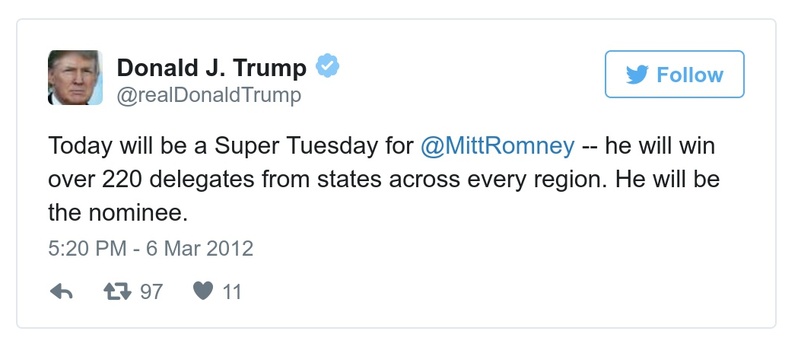 Donald J. Trump
@realDonaldTrump
Follow
Today will be a Super Tuesday for @MittRomney -- he will win
over 220 delegates from states across every region. He will be
the nominee.
5:20 PM - 6 Mar 2012
97 11